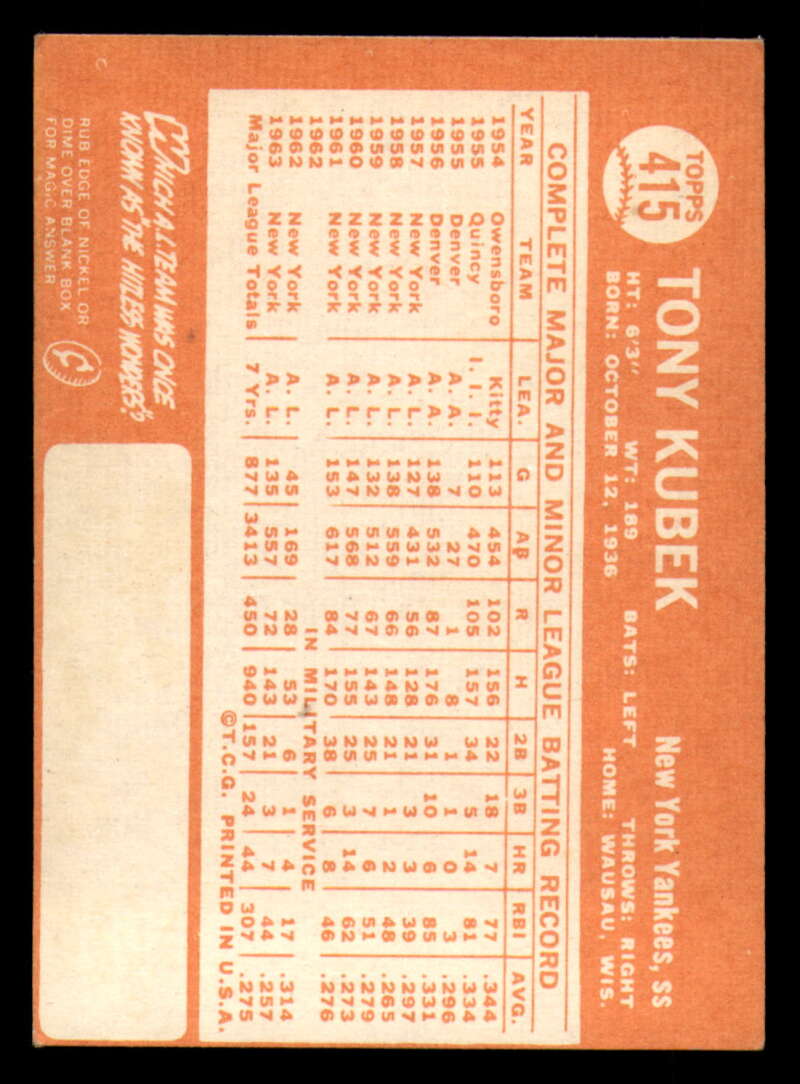 TOPPS
415
TONY KUBEK
New York Yankees, SS
HT: 6'3" WT: 189 BATS: LEFT THROWS: RIGHT
BORN: OCTOBER 12, 1936 HOME: WAUSAU, WIS.
COMPLETE MAJOR AND MINOR LEAGUE BATTING RECORD
YEAR TEAM LEA. G AB R H 2B 3B HR RBI AVG.
1954 Owensboro Kitty 113 454 102 156 22 18 7 77 .344
1955 Quincy I. I. I. 110 470 105 157 34 5 14 81 .334
1955 Denver A. A. 7 27 1 8 1 1 0 3 .296
1956 Denver A. A. 138 532 87 176 31 10 6 85 .331
1957 New York A. L. 127 431 56 128 21 3 3 39 .297
1958 New York A. L. 138 559 66 148 21 1 2 48 .265
1959 New York A. L. 132 512 67 143 25 7 6 51 .279
1960 New York A. L. 147 568 77 155 25 3 14 62 .273
1961 New York A. L. 153 617 84 170 38 6 8 46 .276
1962 IN MILITARY SERVICE
1962 New York A. L. 45 169 28 53 6 1 4 17 .314
1963 New York A. L. 135 557 72 143 21 3 7 44 .257
Major League Totals 7 Yrs. 877 3413 450 940 157 24 44 307 .275
©T.C.G. PRINTED IN U.S.A.
WHICH A.L. TEAM WAS ONCE
KNOWN AS "THE HITLESS WONDERS"?
RUB EDGE OF NICKEL OR
DIME OVER BLANK BOX
FOR MAGIC ANSWER